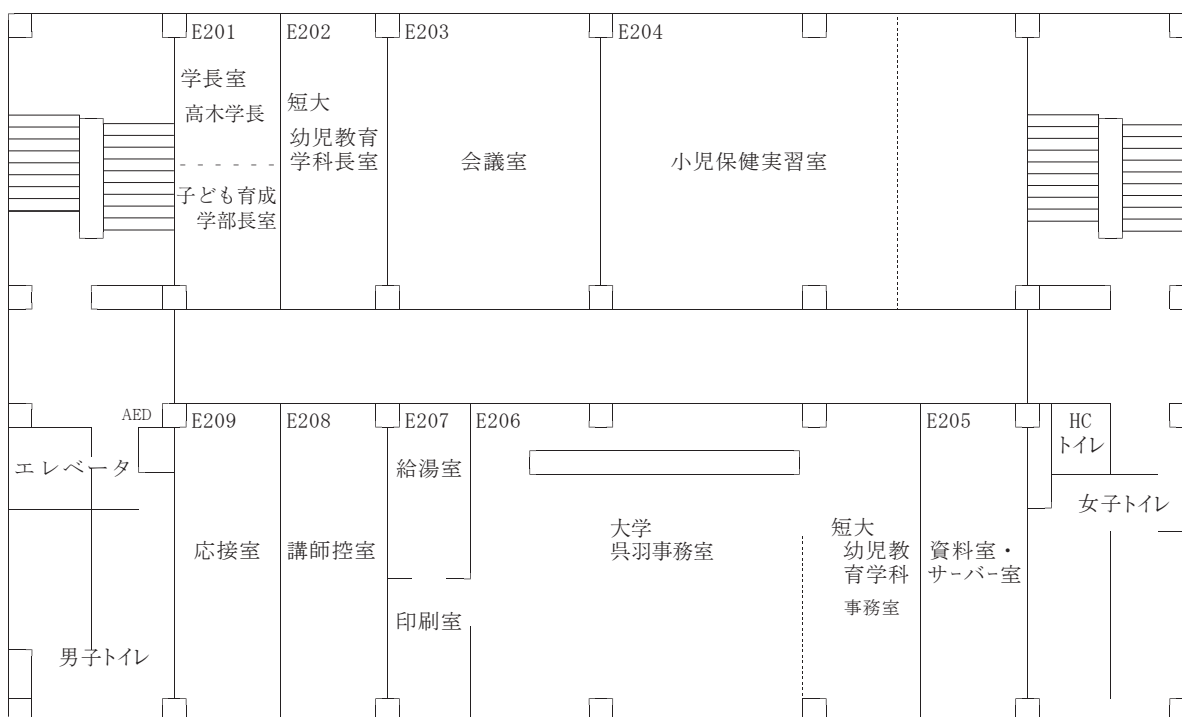 E201
学長室
高木学長
子ども育成
学部長室
E202
短大
幼児教育
学科長室
E203
会議室
E204
小児保健実習室
AED
エレベータ
男子トイレ
E209
応接室
E208
講師控室
E207
給湯室
印刷室
E206
大学
呉羽事務室
短大
幼児教
育学科
事務室
E205
資料室・
サーバー室
HC
トイレ
女子トイレ